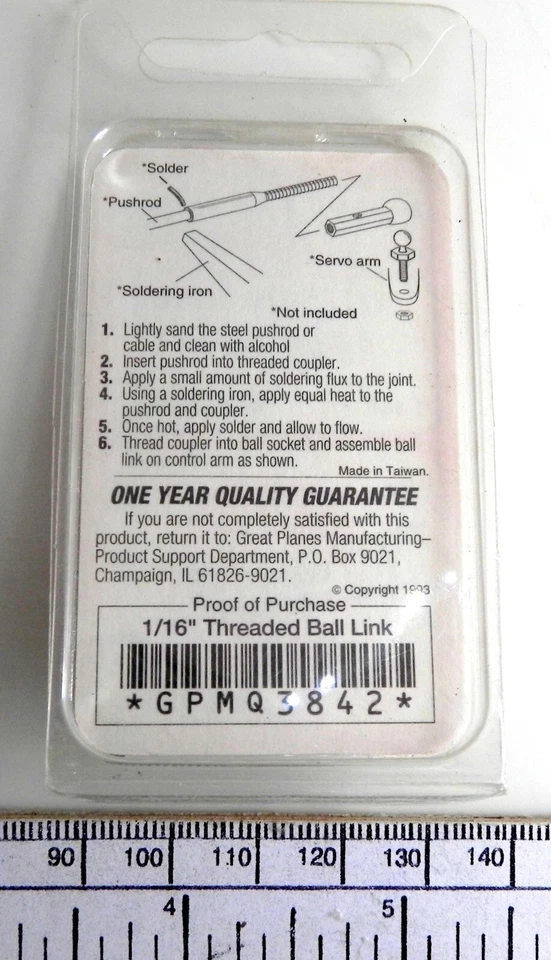 *Solder
*Pushrod
*Servo arm
*Soldering iron
*Not included
1. Lightly sand the steel pushrod or
cable and clean with alcohol
2. Insert pushrod into threaded coupler.
3. Apply a small amount of soldering flux to the joint.
4. Using a soldering iron, apply equal heat to the
pushrod and coupler.
5. Once hot, apply solder and allow to flow.
6. Thread coupler into ball socket and assemble ball
link on control arm as shown.
Made in Taiwan.
ONE YEAR QUALITY GUARANTEE
If you are not completely satisfied with this
product, return it to: Great Planes Manufacturing–
Product Support Department, P.O. Box 9021,
Champaign, IL 61826-9021.
© Copyright 1993
Proof of Purchase
1/16" Threaded Ball Link
*GPMQ3842*
90 100 110 120 130 140
4 5